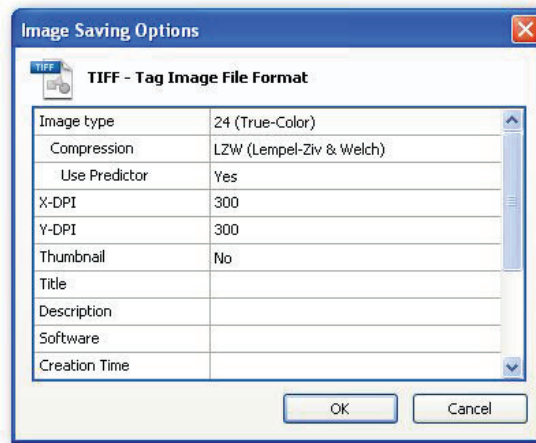 Image Saving Options
TIFF
TIFF - Tag Image File Format
Image type 24 (True-Color)
Compression LZW (Lempel-Ziv & Welch)
Use Predictor Yes
X-DPI 300
Y-DPI 300
Thumbnail No
Title
Description
Software
Creation Time
OK Cancel